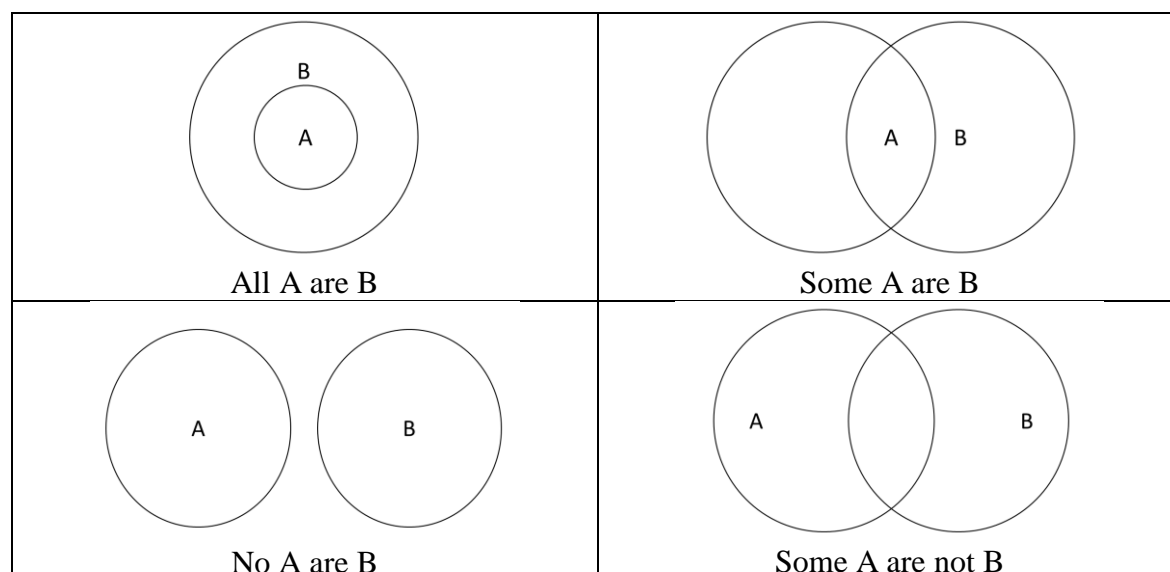 B
A
All A are B
A B
Some A are B
A B
No A are B
A B
Some A are not B